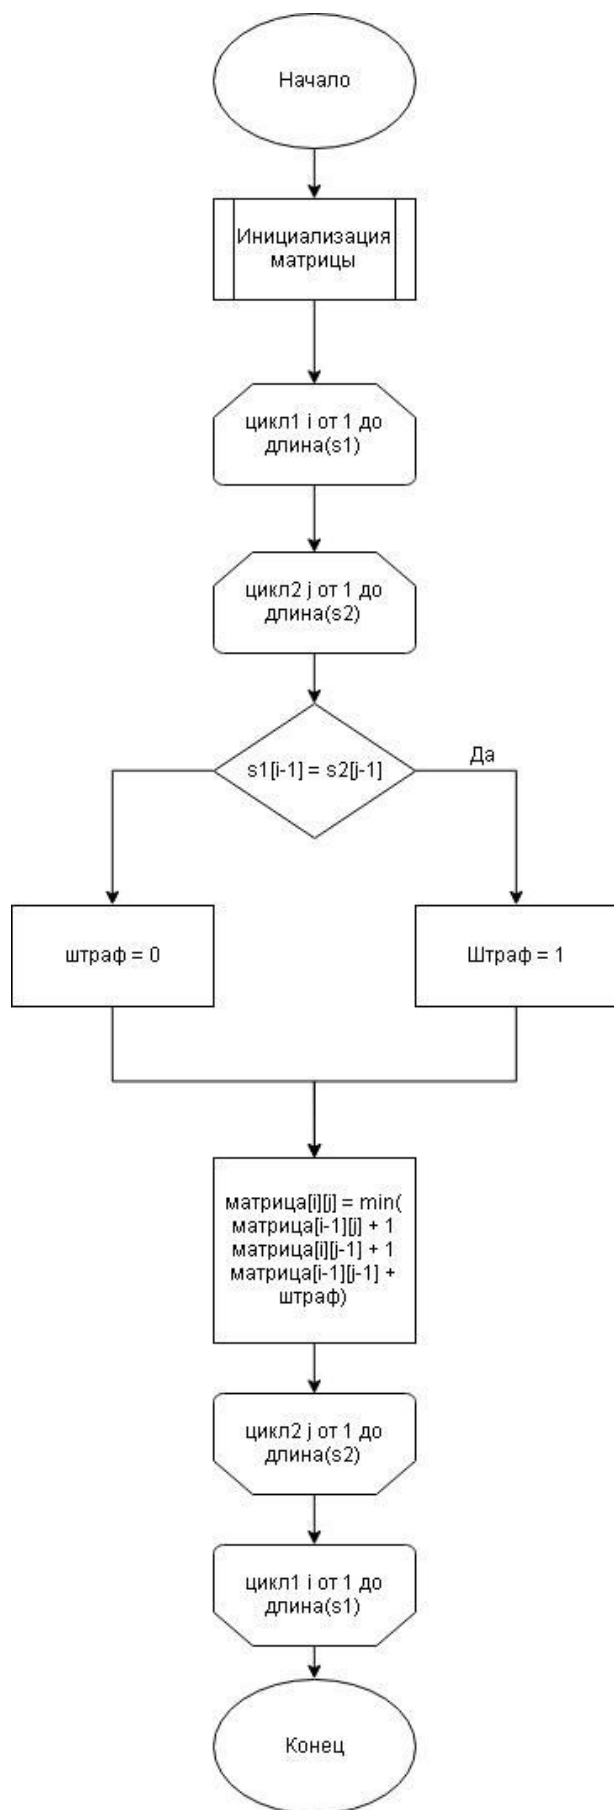 Начало
Инициализация
матрицы
цикл1 i от 1 до
длина(s1)
цикл2 j от 1 до
длина(s2)
s1[i-1] = s2[j-1]
Да
штраф = 0
Штраф = 1
матрица[i][j] = min(
матрица[i-1][j] + 1
матрица[i][j-1] + 1
матрица[i-1][j-1] +
штраф)
цикл2 j от 1 до
длина(s2)
цикл1 i от 1 до
длина(s1)
Конец